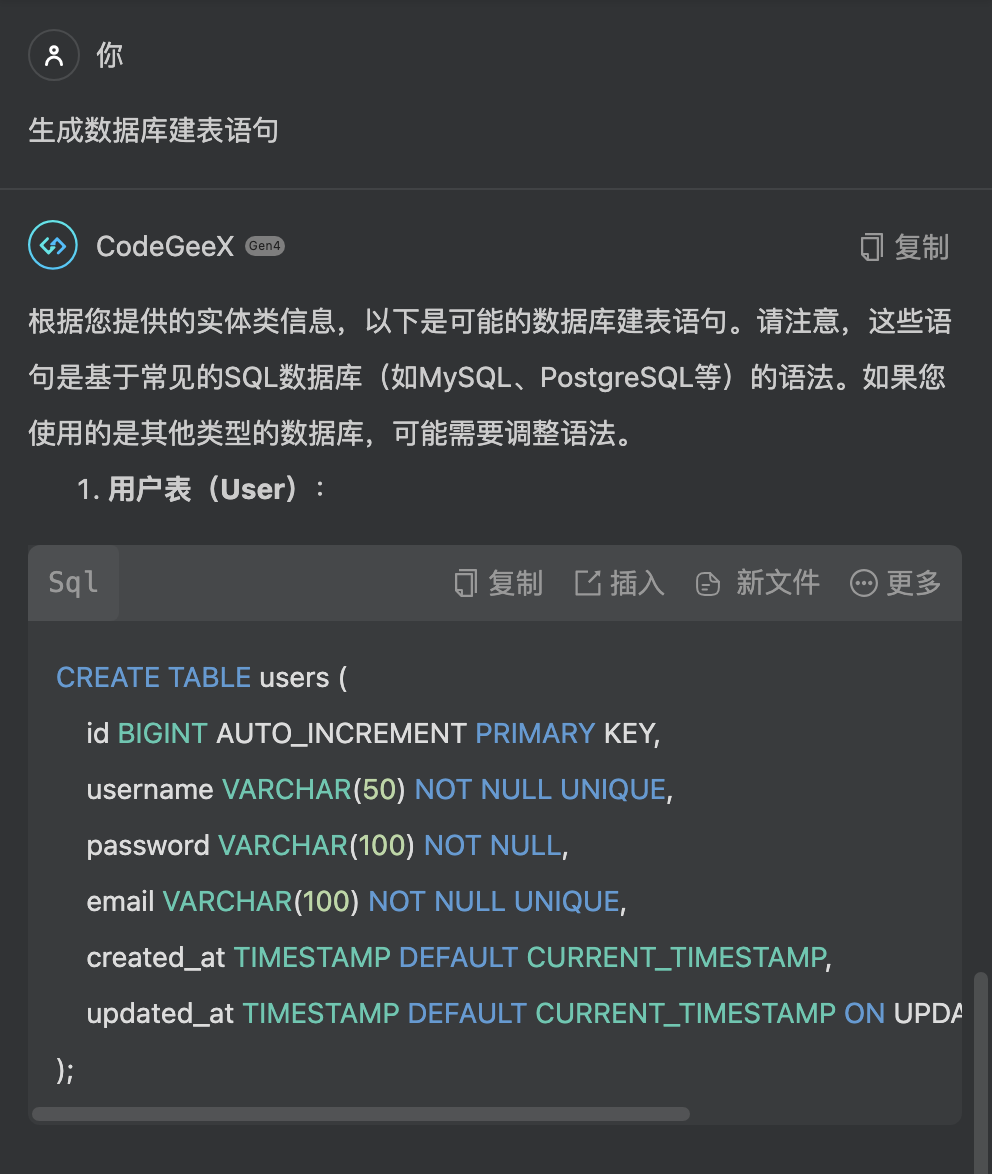 你
生成数据库建表语句
CodeGeeX Gen4 复制
根据您提供的实体类信息，以下是可能的数据库建表语句。请注意，这些语
句是基于常见的SQL数据库（如MySQL、PostgreSQL等）的语法。如果您
使用的是其他类型的数据库，可能需要调整语法。
1. 用户表（User）：
Sql 复制 插入 新文件 更多
CREATE TABLE users (
id BIGINT AUTO_INCREMENT PRIMARY KEY,
username VARCHAR(50) NOT NULL UNIQUE,
password VARCHAR(100) NOT NULL,
email VARCHAR(100) NOT NULL UNIQUE,
created_at TIMESTAMP DEFAULT CURRENT_TIMESTAMP,
updated_at TIMESTAMP DEFAULT CURRENT_TIMESTAMP ON UPDA
);